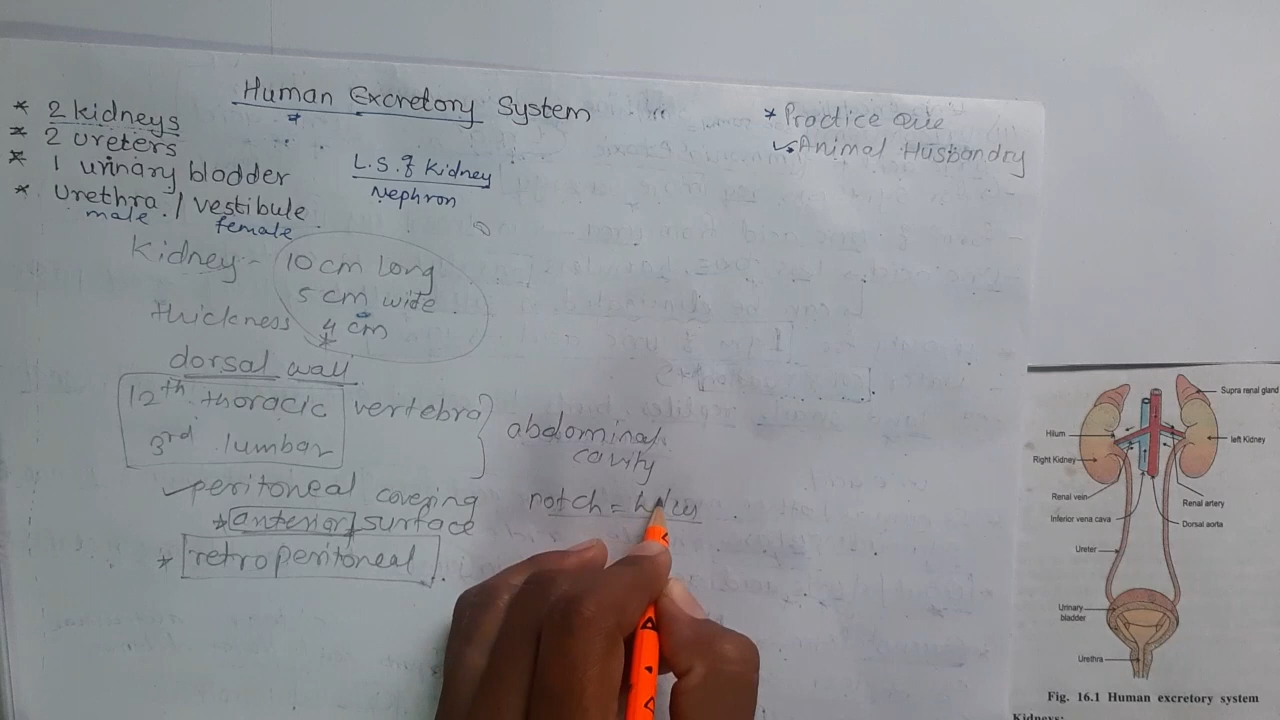 Human Excretory System
* 2 kidneys
* 2 ureters
* 1 urinary bladder
* Urethra / vestibule
male female
L.S. of Kidney
Nephron
* Practice Que
Animal Husbandry
Kidney - 10 cm long
5 cm wide
thickness 4 cm
dorsal wall
12th thoracic vertebra
3rd lumbar
abdominal
cavity
peritoneal covering
* anterior surface
* retroperitoneal
notch =
Supra renal gland
Hilum
left Kidney
Right Kidney
Renal vein
Renal artery
Inferior vena cava
Dorsal aorta
Ureter
Urinary
bladder
Urethra
Fig. 16.1 Human excretory system
Kidneys: